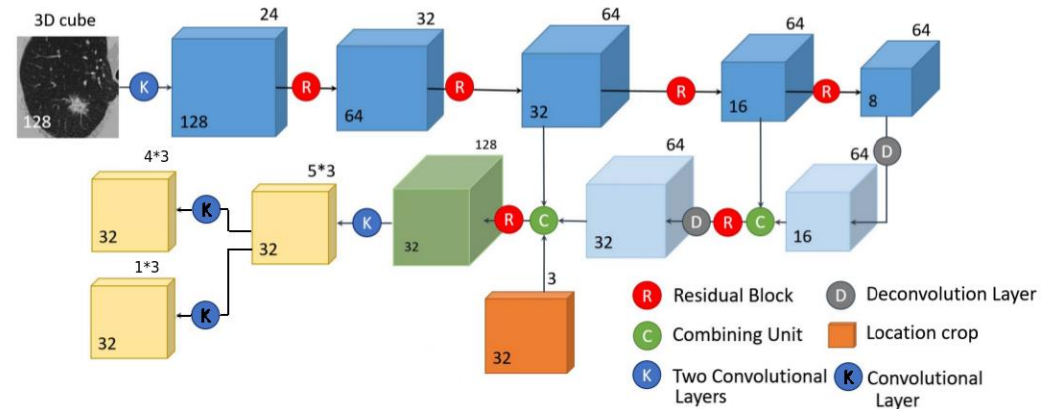 3D cube
128
K
24
128
R
32
64
R
64
32
R
64
16
R
64
8
D
4*3
32
K
5*3
32
K
128
32
R
C
64
32
D
R
C
64
16
1*3
32
K
3
32
R Residual Block
D Deconvolution Layer
C Combining Unit
Location crop
K Two Convolutional
Layers
K Convolutional
Layer